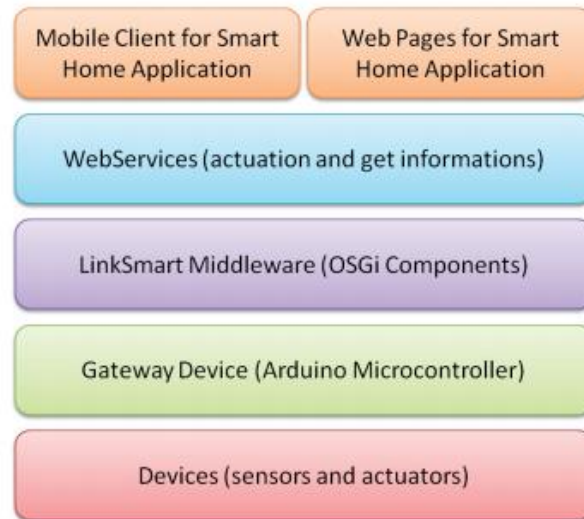 Mobile Client for Smart
Home Application
Web Pages for Smart
Home Application
WebServices (actuation and get informations)
LinkSmart Middleware (OSGi Components)
Gateway Device (Arduino Microcontroller)
Devices (sensors and actuators)